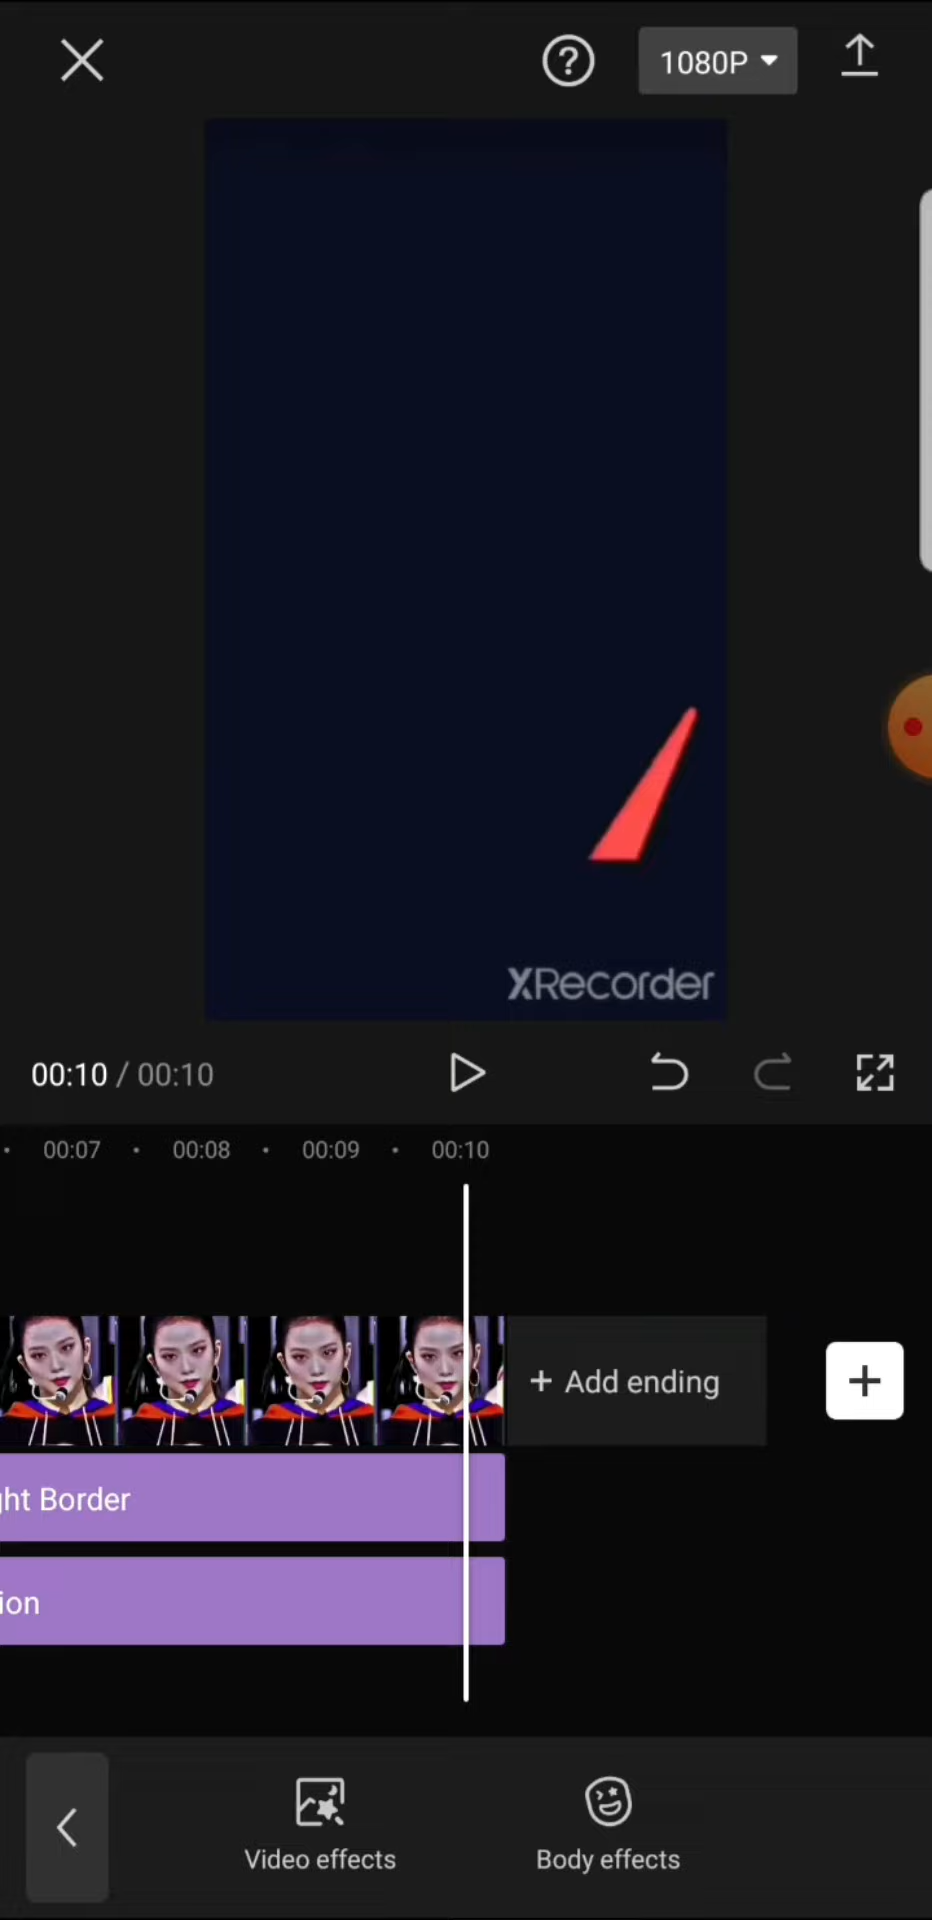 ?
1080P
XRecorder
00:10 / 00:10
00:07 00:08 00:09 00:10
+ Add ending
ht Border
ion
Video effects
Body effects